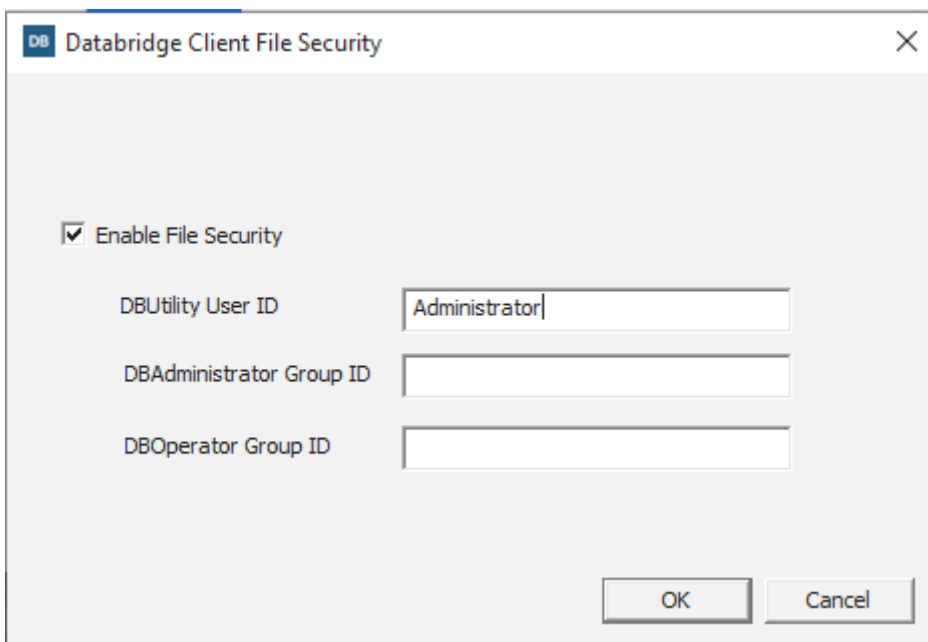 DB Databridge Client File Security
Enable File Security
DBUtility User ID Administrator
DBAdministrator Group ID
DBOperator Group ID
OK Cancel